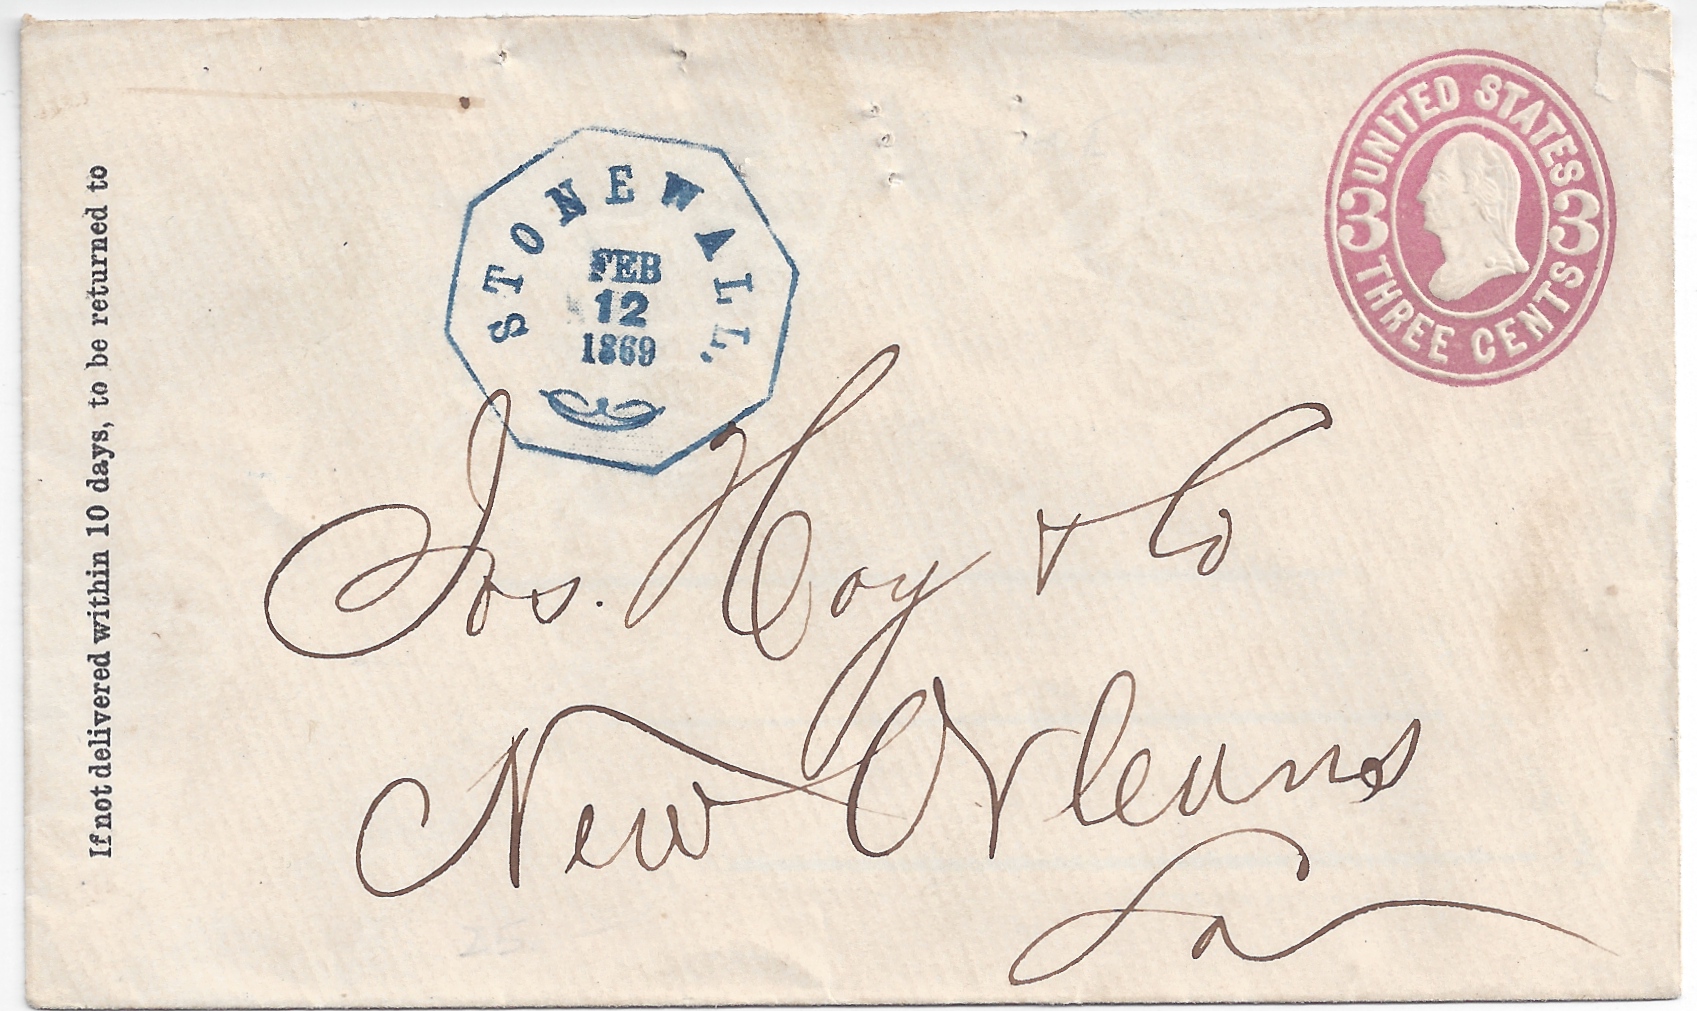 If not delivered within 10 days, to be returned to
STONEWALL.
FEB
12
1869
UNITED STATES
3 3
THREE CENTS
Jos. Hoy & Co
New Orleans
La
25